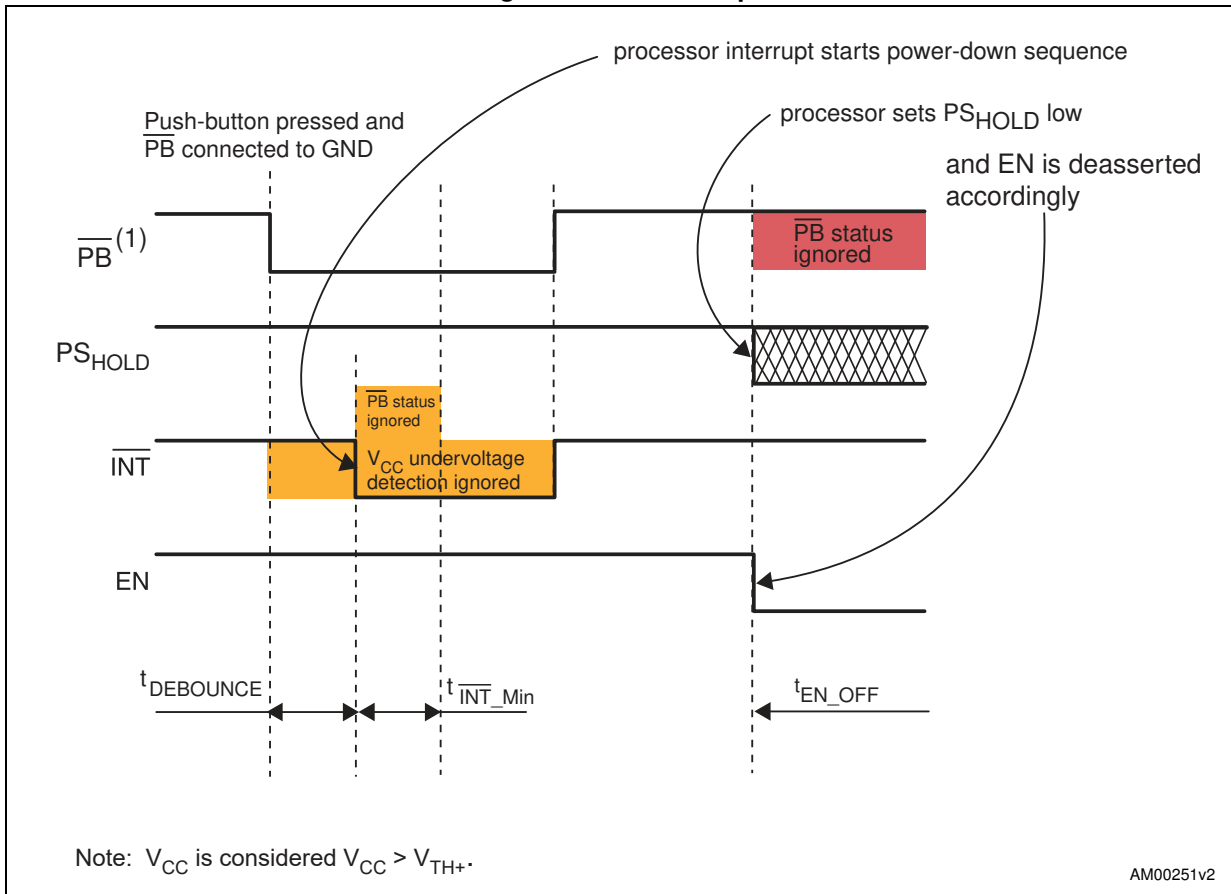 processor interrupt starts power-down sequence
processor sets PSHOLD low
and EN is deasserted
accordingly
Push-button pressed and
PB connected to GND
PB(1)
PB status
ignored
PSHOLD
PB status
ignored
INT
VCC undervoltage
detection ignored
EN
tDEBOUNCE
tINT_Min
tEN_OFF
Note: VCC is considered VCC > VTH+.
AM00251v2